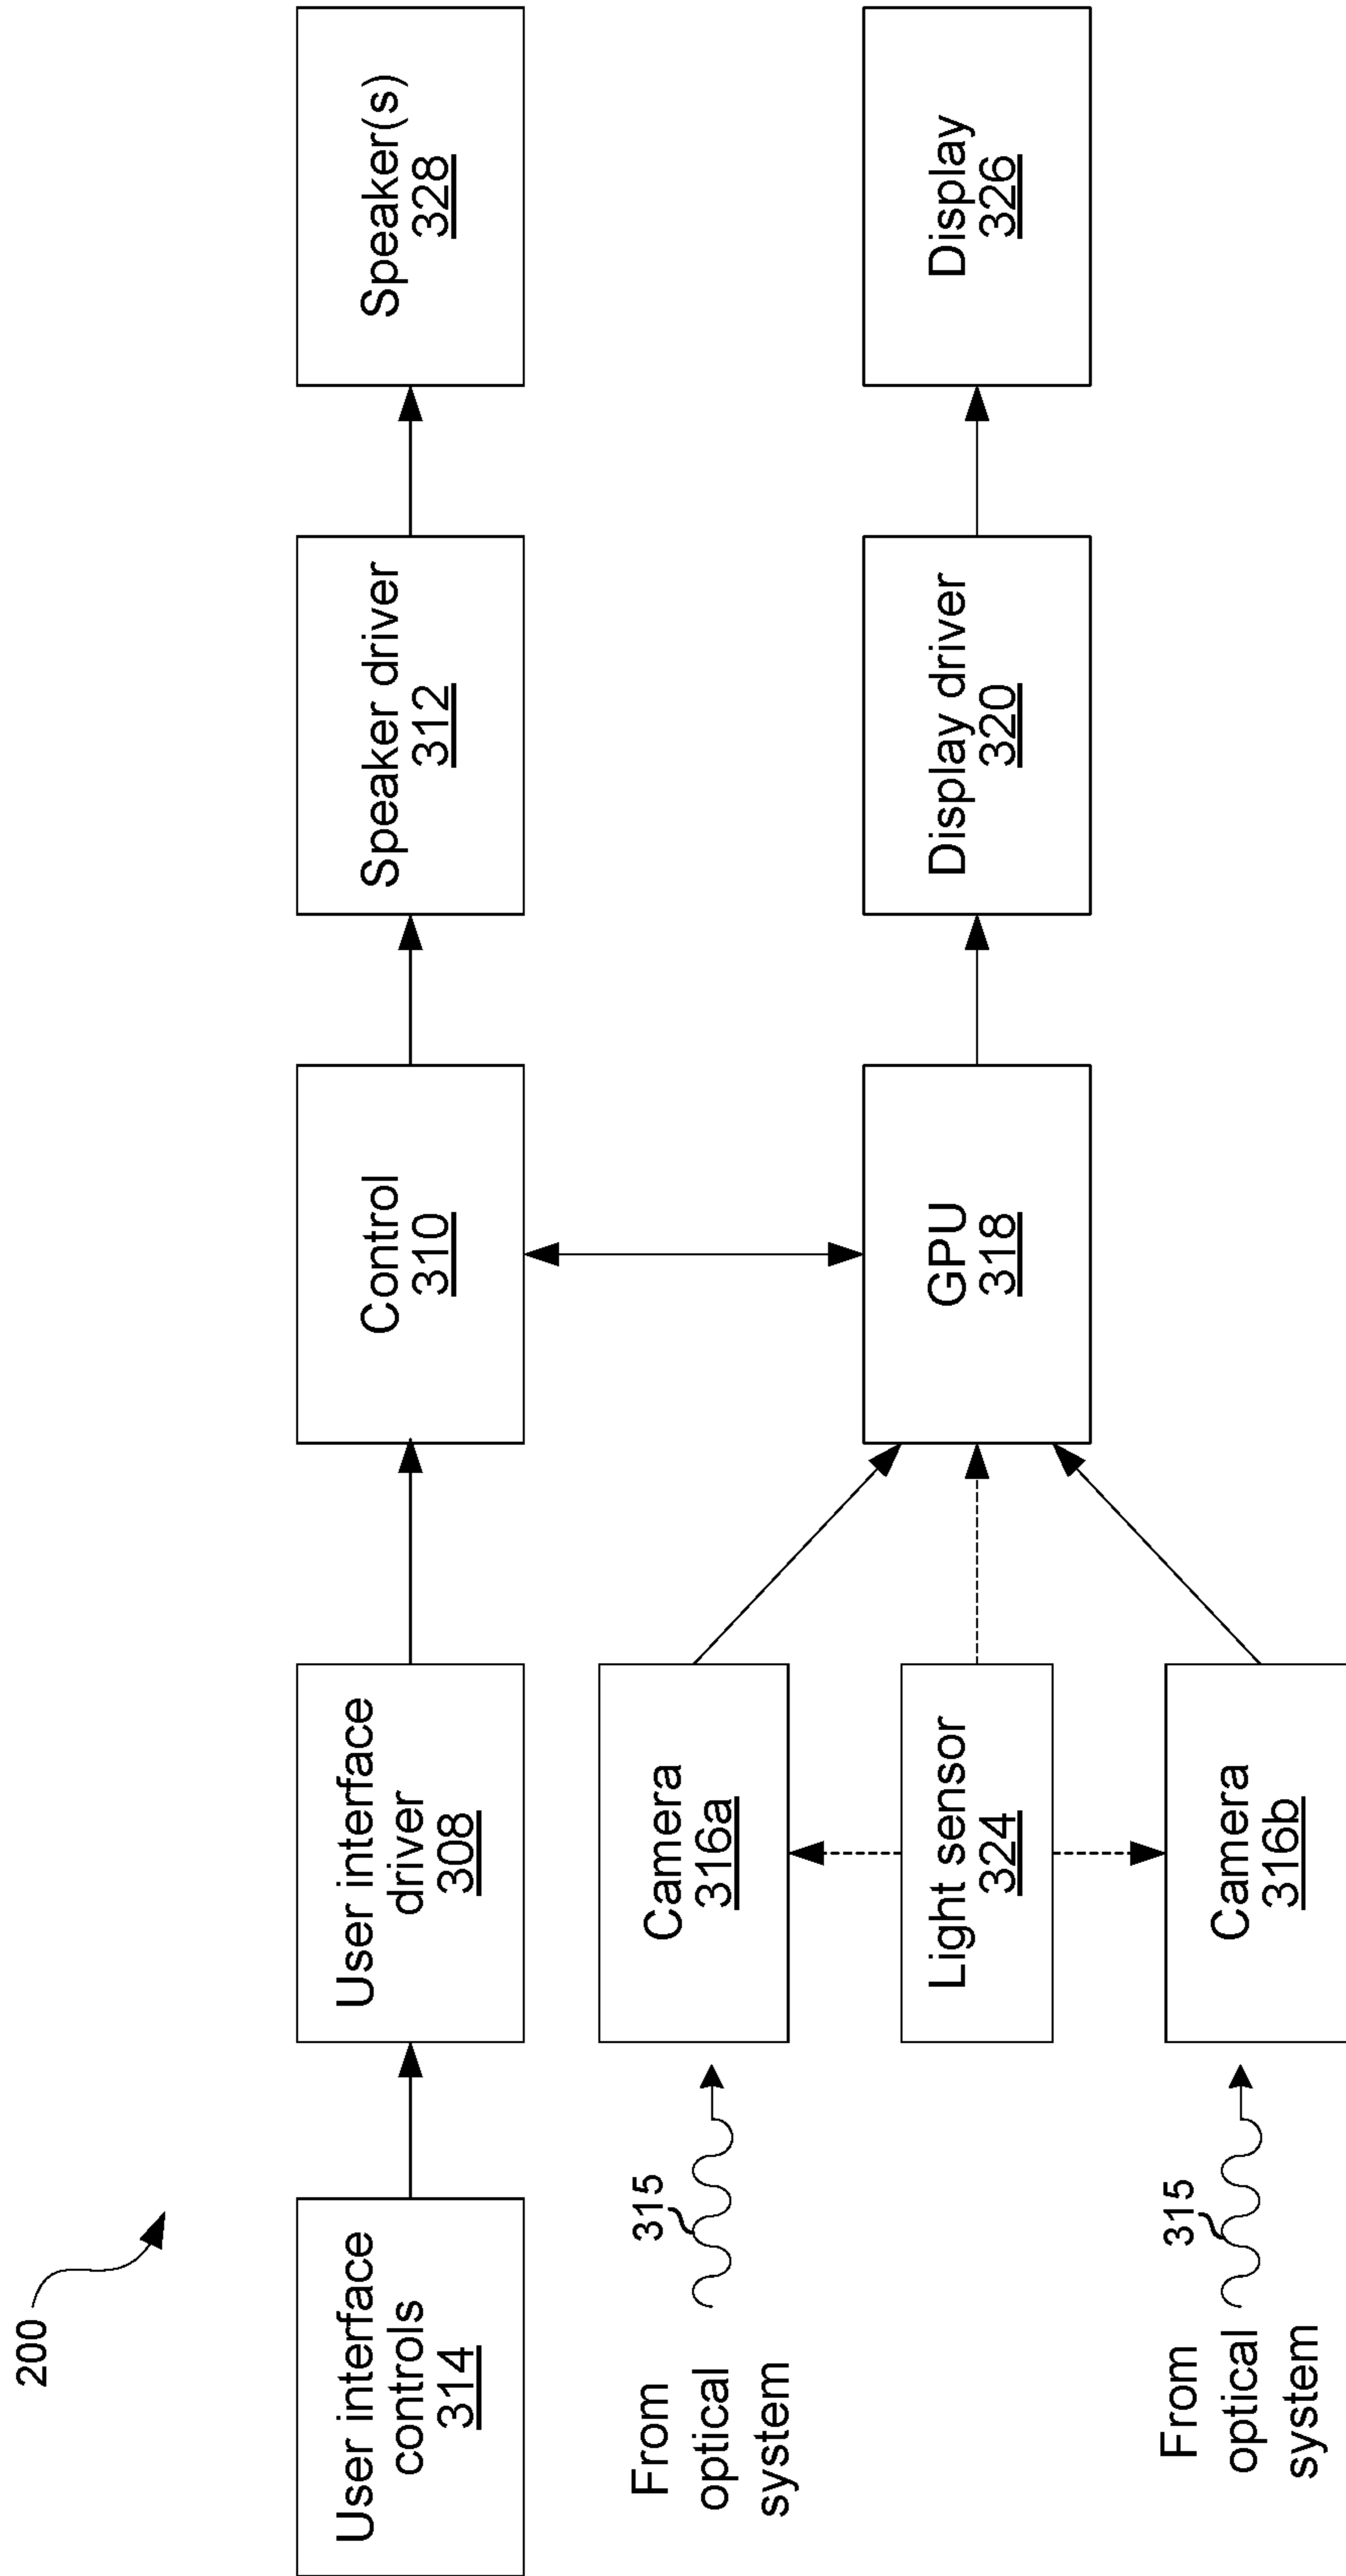 200
User interface
controls
314
User interface
driver
308
Control
310
Speaker driver
312
Speaker(s)
328
From
optical
system
315
Camera
316a
Light sensor
324
GPU
318
Display driver
320
Display
326
From
optical
system
315
Camera
316b